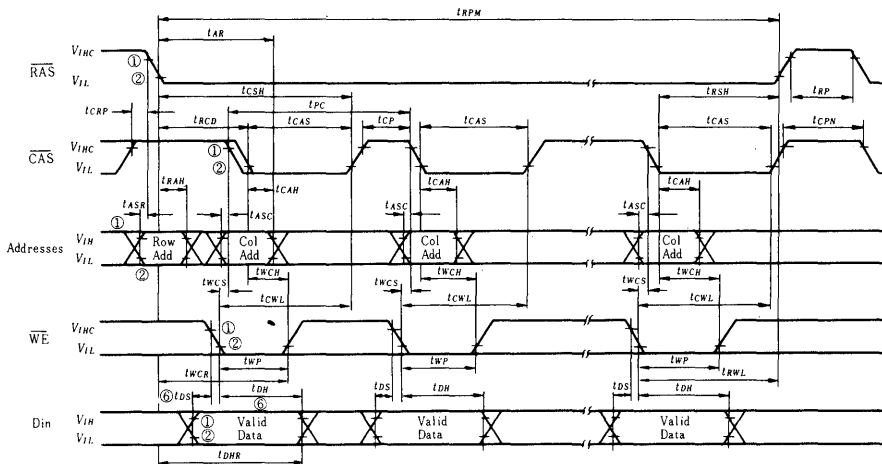 tRPM
tAR
RAS
VIHC
VIL
①
②
tCSH
tRSH
tRP
tCRP
tPC
tRCD
tCAS
tCP
tCAS
tCAS
tCPN
CAS
VIHC
VIL
①
②
tRAH
tCAH
tCAH
tCAH
tASR
tASC
tASC
tASC
①
Addresses
VIH
VIL
Row Add
Col Add
Col Add
Col Add
②
tWCH
tWCH
tWCH
tWCS
tWCS
tWCS
tCWL
tCWL
tCWL
WE
VIHC
VIL
①
②
tWP
tWP
tWP
tWCR
tRWL
⑥tDS
tDH
⑥
tDS
tDH
tDS
tDH
Din
VIH
VIL
①
②
Valid Data
Valid Data
Valid Data
tDHR